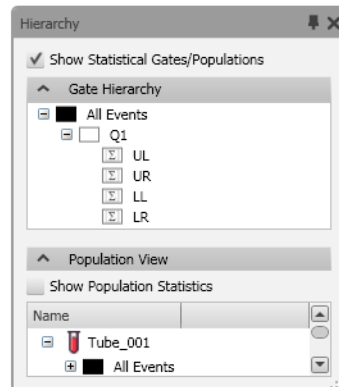 Hierarchy
Show Statistical Gates/Populations
Gate Hierarchy
All Events
Q1
Σ UL
Σ UR
Σ LL
Σ LR
Population View
Show Population Statistics
Name
Tube_001
All Events